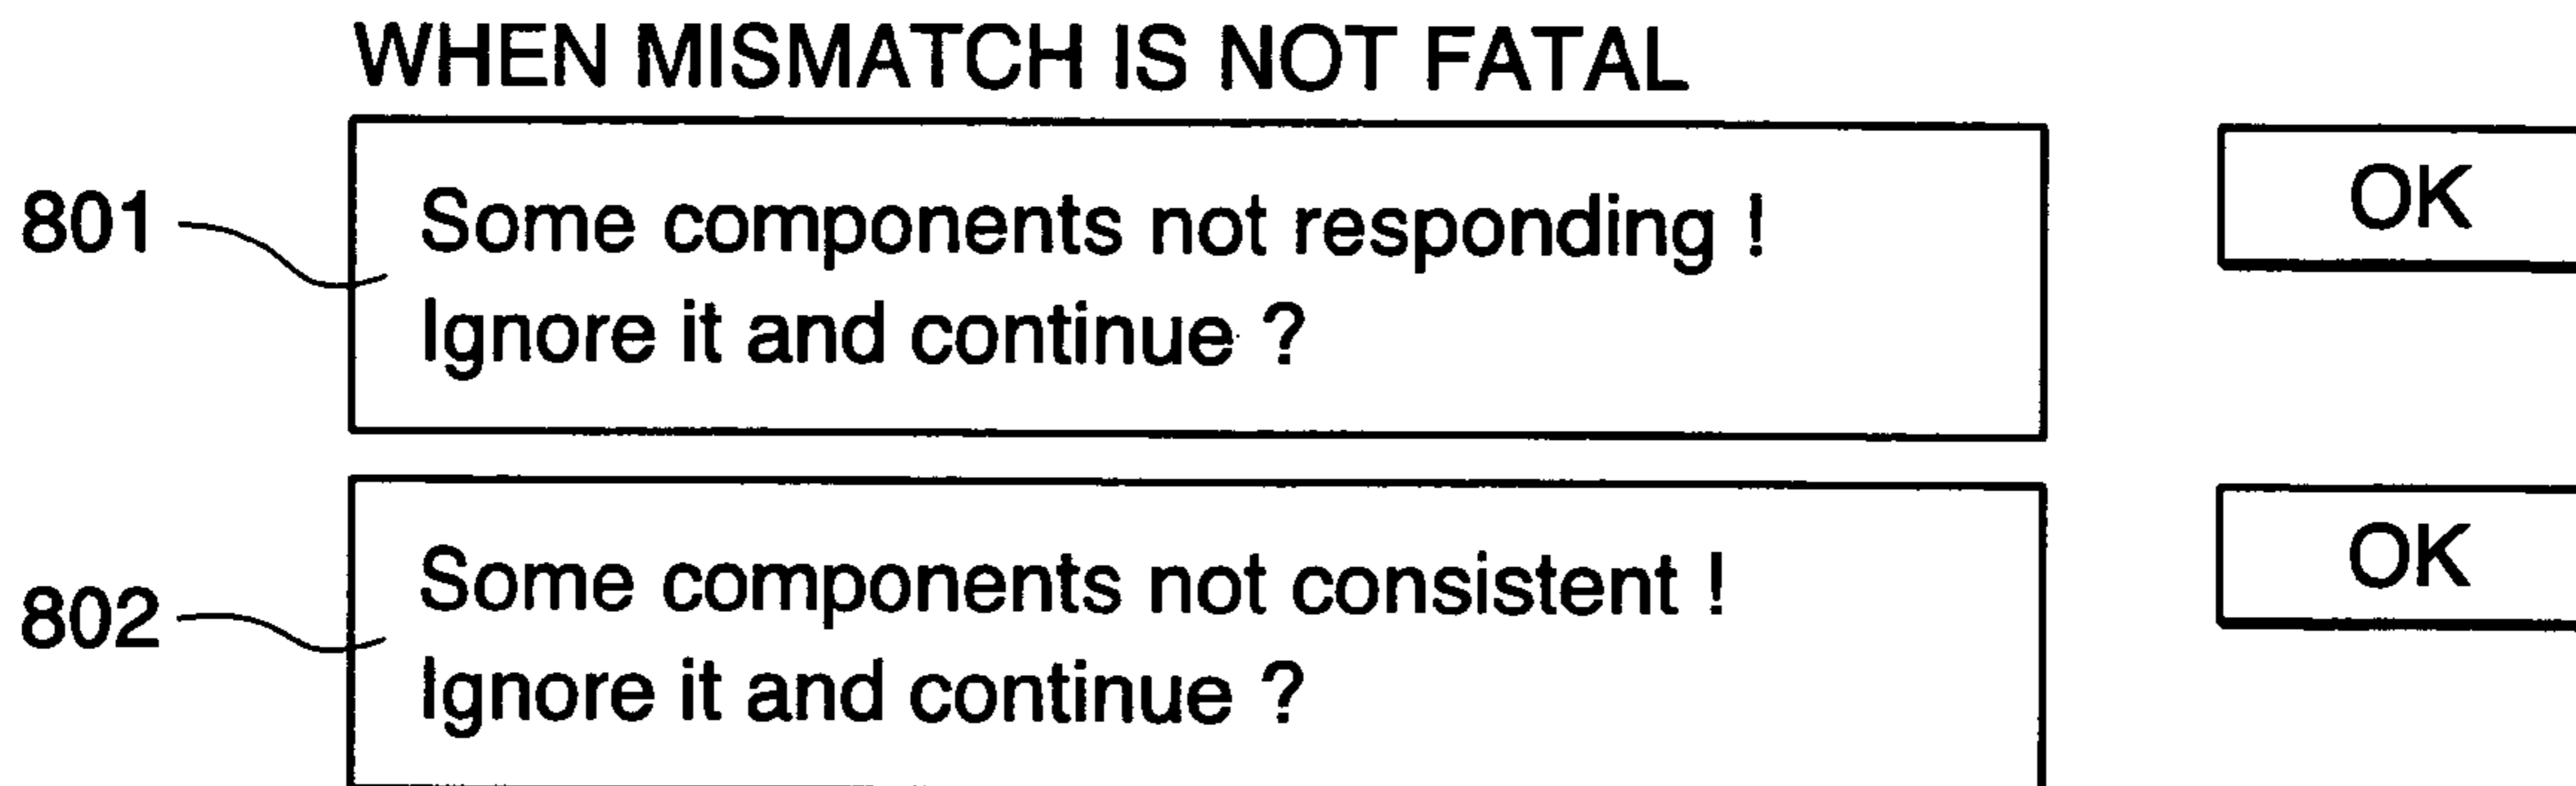 WHEN MISMATCH IS NOT FATAL
801
Some components not responding !
Ignore it and continue ?
OK
802
Some components not consistent !
Ignore it and continue ?
OK